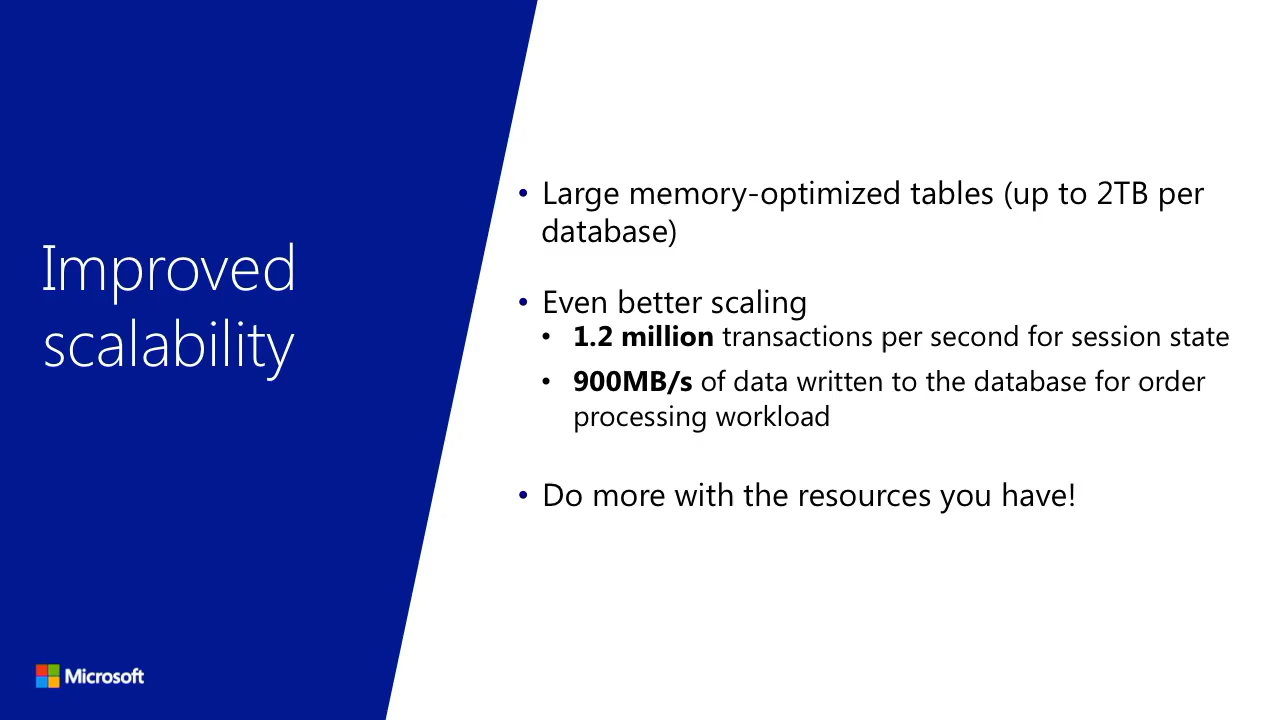 Improved
scalability
• Large memory-optimized tables (up to 2TB per
database)
• Even better scaling
• 1.2 million transactions per second for session state
• 900MB/s of data written to the database for order
processing workload
• Do more with the resources you have!
Microsoft